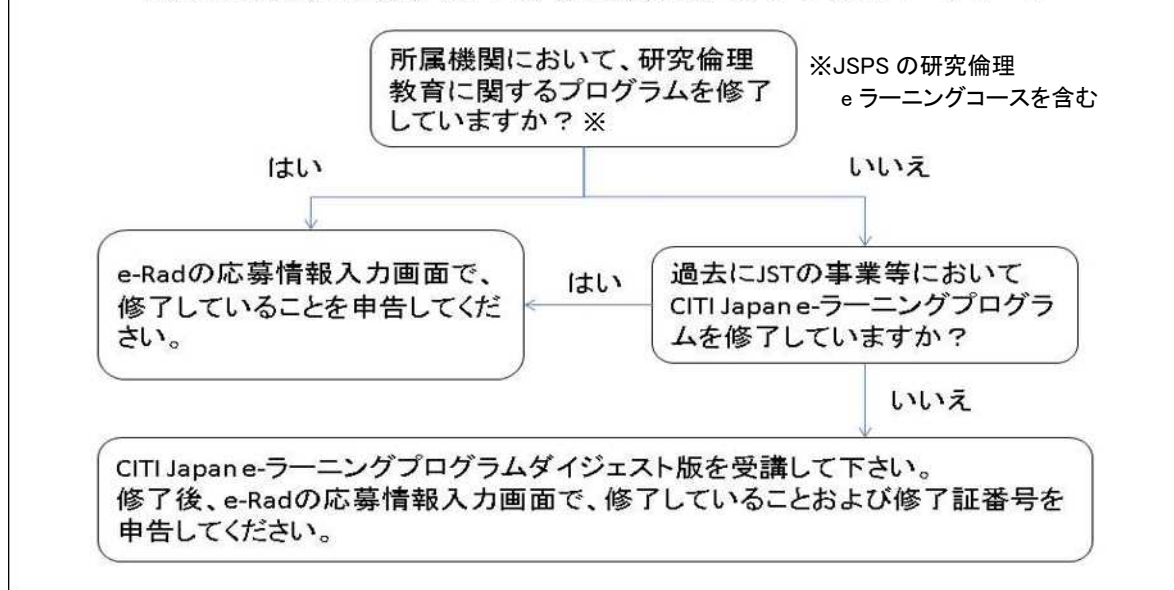 所属機関において、研究倫理
教育に関するプログラムを修了
していますか？※
※JSPS の研究倫理
e ラーニングコースを含む
はい
いいえ
e-Radの応募情報入力画面で、
修了していることを申告してくだ
さい。
はい
過去にJSTの事業等において
CITI Japan e-ラーニングプログラ
ムを修了していますか？
いいえ
CITI Japan e-ラーニングプログラムダイジェスト版を受講して下さい。
修了後、e-Radの応募情報入力画面で、修了していることおよび修了証番号を
申告してください。